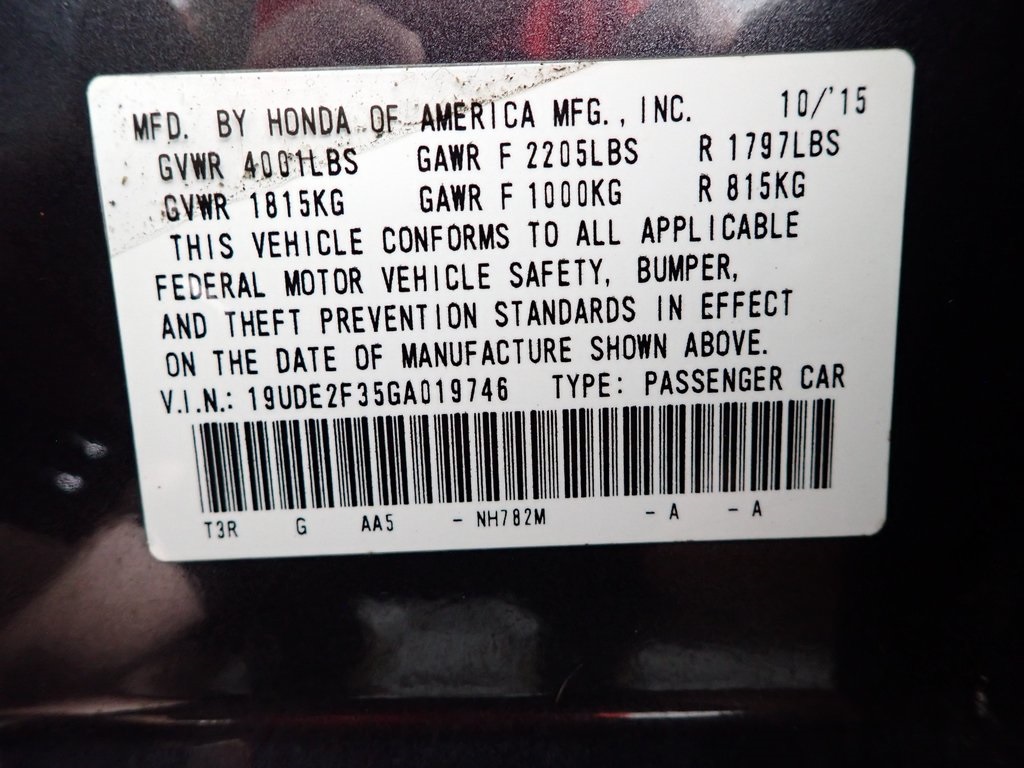 MFD. BY HONDA OF AMERICA MFG., INC. 10/'15
GVWR 4001LBS GAWR F 2205LBS R 1797LBS
GVWR 1815KG GAWR F 1000KG R 815KG
THIS VEHICLE CONFORMS TO ALL APPLICABLE
FEDERAL MOTOR VEHICLE SAFETY, BUMPER,
AND THEFT PREVENTION STANDARDS IN EFFECT
ON THE DATE OF MANUFACTURE SHOWN ABOVE.
V.I.N.: 19UDE2F35GA019746 TYPE: PASSENGER CAR
T3R G AA5 - NH782M - A - A